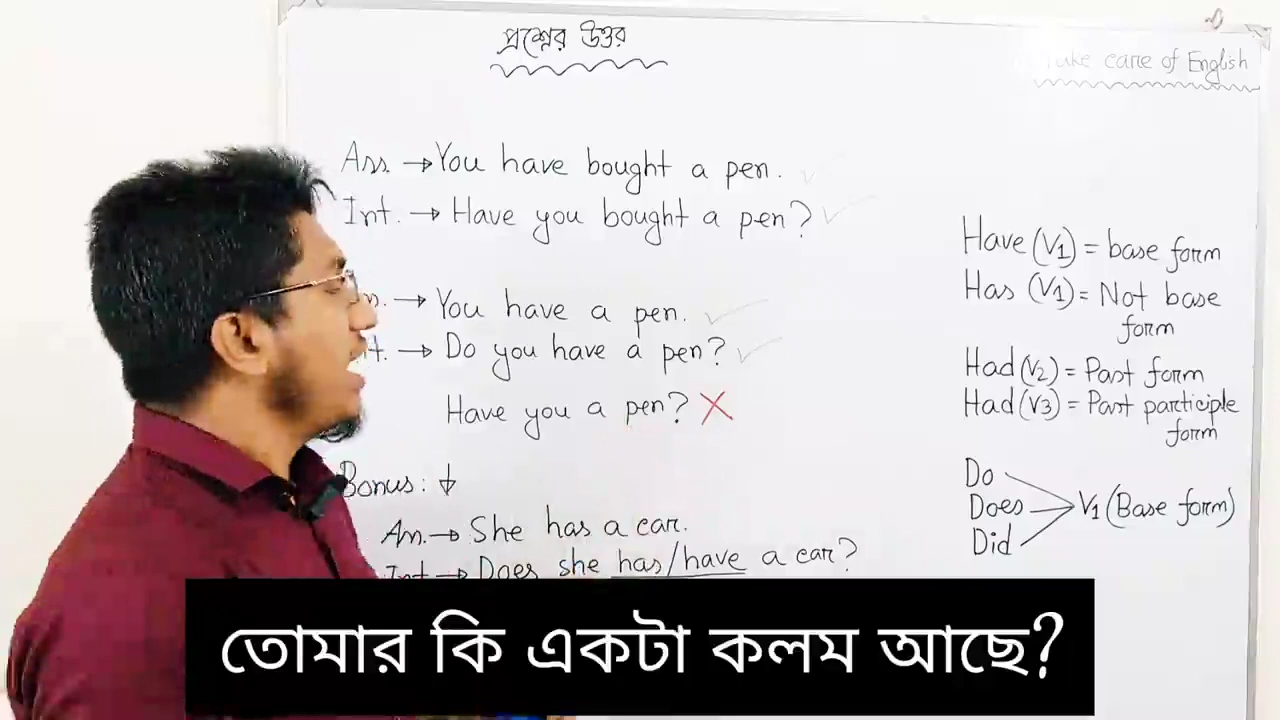 প্রশ্নের উত্তর
Take care of English
Ass. → You have bought a pen.
Int. → Have you bought a pen?
→ You have a pen.
→ Do you have a pen?
Have you a pen?
Bonus: ↓
As. → She has a car.
Int → Does she has/have a car?
Have (V1) = base form
Has (V1) = Not base
form
Had (V2) = Past form
Had (V3) = Past participle
form
Do
Does
Did
V1 (Base form)
তোমার কি একটা কলম আছে?